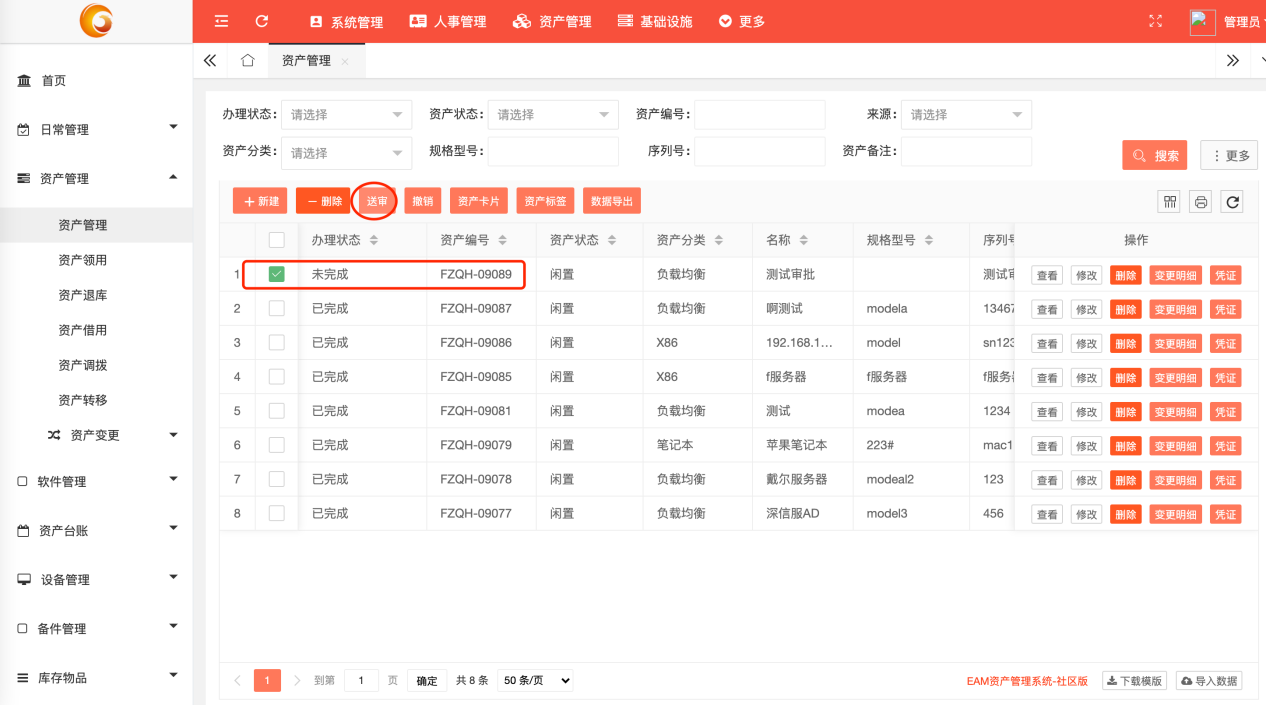 系统管理 人事管理 资产管理 基础设施 更多 管理员
资产管理
首页
日常管理
资产管理
资产管理
资产领用
资产退库
资产借用
资产调拨
资产转移
资产变更
软件管理
资产台账
设备管理
备件管理
库存物品
办理状态: 请选择 资产状态: 请选择 资产编号: 来源: 请选择
资产分类: 请选择 规格型号: 序列号: 资产备注: 搜索 更多
新建 删除 送审 撤销 资产卡片 资产标签 数据导出
办理状态 资产编号 资产状态 资产分类 名称 规格型号 序列号 操作
1 未完成 FZQH-09089 闲置 负载均衡 测试审批 测试审 查看 修改 删除 变更明细 凭证
2 已完成 FZQH-09087 闲置 负载均衡 啊测试 modela 13467 查看 修改 删除 变更明细 凭证
3 已完成 FZQH-09086 闲置 X86 192.168.1... model sn123 查看 修改 删除 变更明细 凭证
4 已完成 FZQH-09085 闲置 X86 f服务器 f服务器 f服务器 查看 修改 删除 变更明细 凭证
5 已完成 FZQH-09081 闲置 负载均衡 测试 modea 1234 查看 修改 删除 变更明细 凭证
6 已完成 FZQH-09079 闲置 笔记本 苹果笔记本 223# mac1 查看 修改 删除 变更明细 凭证
7 已完成 FZQH-09078 闲置 负载均衡 戴尔服务器 modeal2 123 查看 修改 删除 变更明细 凭证
8 已完成 FZQH-09077 闲置 负载均衡 深信服AD model3 456 查看 修改 删除 变更明细 凭证
1 到第 1 页 确定 共 8 条 50 条/页 EAM资产管理系统-社区版 下载模版 导入数据